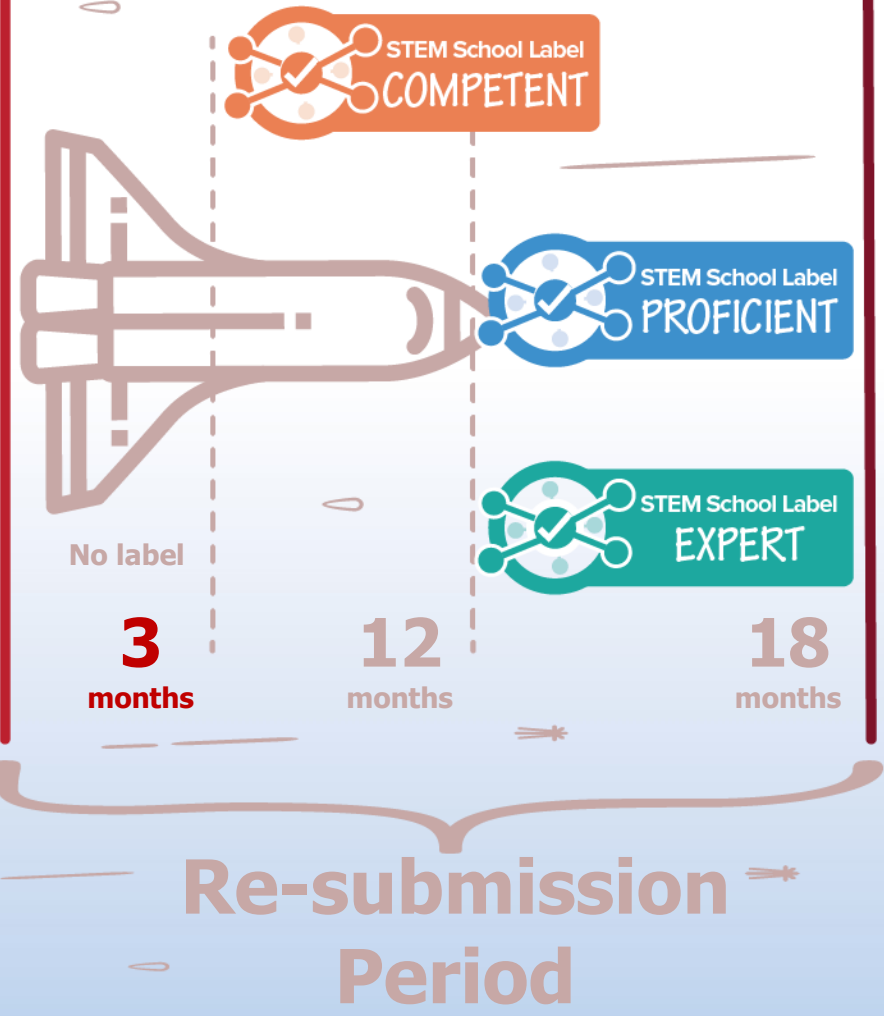 STEM School Label
COMPETENT
STEM School Label
PROFICIENT
STEM School Label
EXPERT
No label
3
months
12
months
18
months
Re-submission
Period